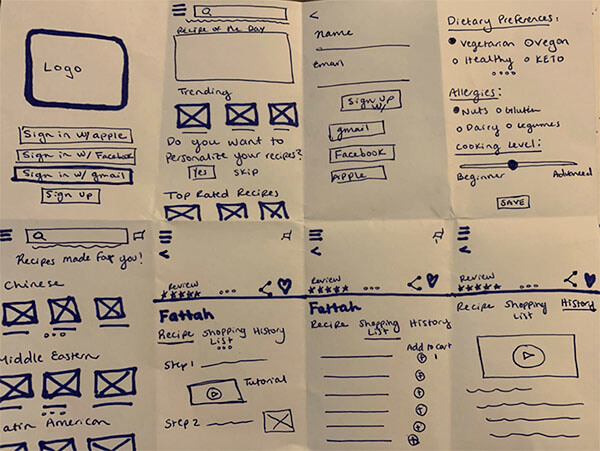 Logo
Sign in w/apple
Sign in w/ Facebook
Sign in w/ gmail
Sign up
Recipe of the Day
Trending
Do you want to
personalize your recipes?
Yes SKIP
Top Rated Recipes
Name
email
Sign up
w/
gmail
Facebook
Apple
Dietary Preferences:
Vegetarian Vegan
Healthy KETO
Allergies:
Nuts Gluten
Dairy Legumes
Cooking Level:
Beginner Advanced
SAVE
Recipes made for you!
Chinese
Middle Eastern
Latin American
Review
Fattah
Recipe Shopping History
List
Step 1
Tutorial
Step 2
Review
Fattah
Recipe Shopping History
List
Add to cart
1
Review
Recipe Shopping History
List